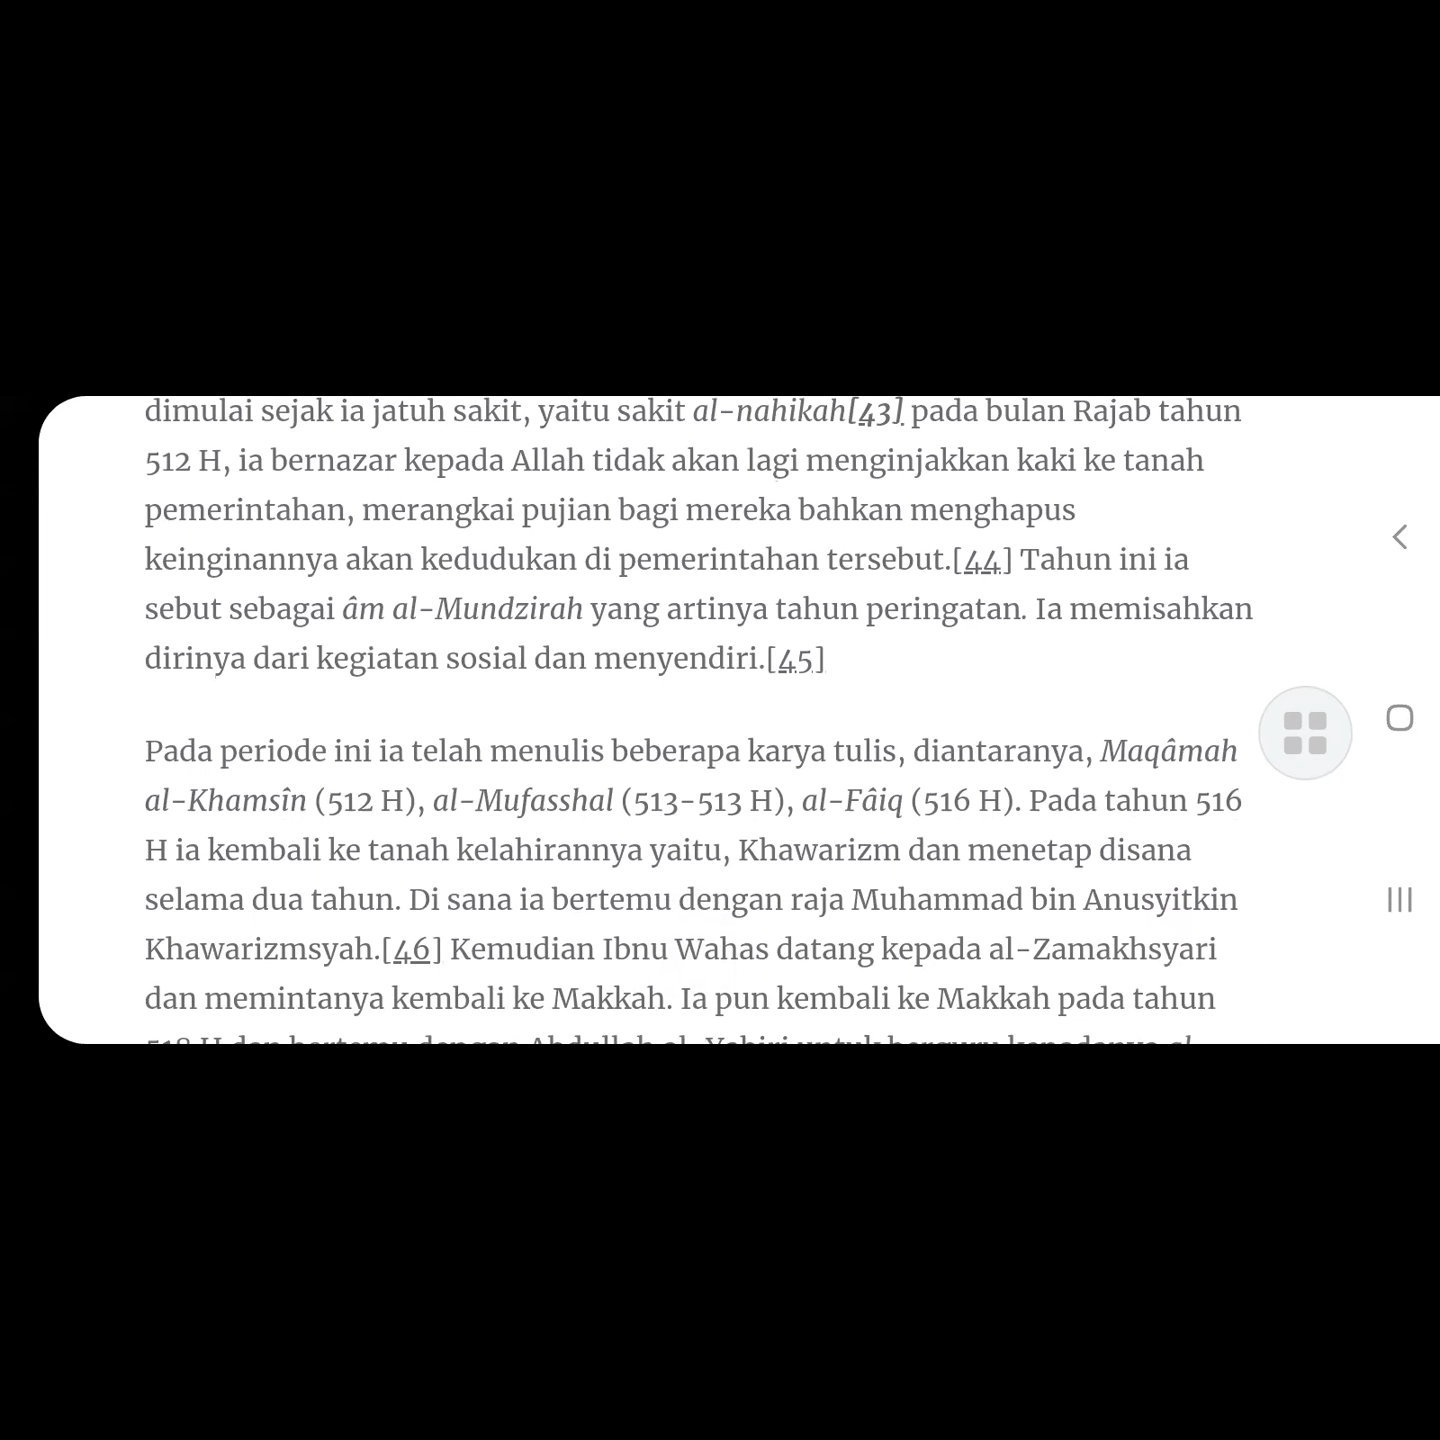 dimulai sejak ia jatuh sakit, yaitu sakit al-nahikah[43] pada bulan Rajab tahun
512 H, ia bernazar kepada Allah tidak akan lagi menginjakkan kaki ke tanah
pemerintahan, merangkai pujian bagi mereka bahkan menghapus
keinginannya akan kedudukan di pemerintahan tersebut.[44] Tahun ini ia
sebut sebagai âm al-Mundzirah yang artinya tahun peringatan. Ia memisahkan
dirinya dari kegiatan sosial dan menyendiri.[45]
Pada periode ini ia telah menulis beberapa karya tulis, diantaranya, Maqâmah
al-Khamsîn (512 H), al-Mufasshal (513-513 H), al-Fâiq (516 H). Pada tahun 516
H ia kembali ke tanah kelahirannya yaitu, Khawarizm dan menetap disana
selama dua tahun. Di sana ia bertemu dengan raja Muhammad bin Anusyitkin
Khawarizmsyah.[46] Kemudian Ibnu Wahas datang kepada al-Zamakhsyari
dan memintanya kembali ke Makkah. Ia pun kembali ke Makkah pada tahun
518 H dan bertemu dengan Abdullah al-